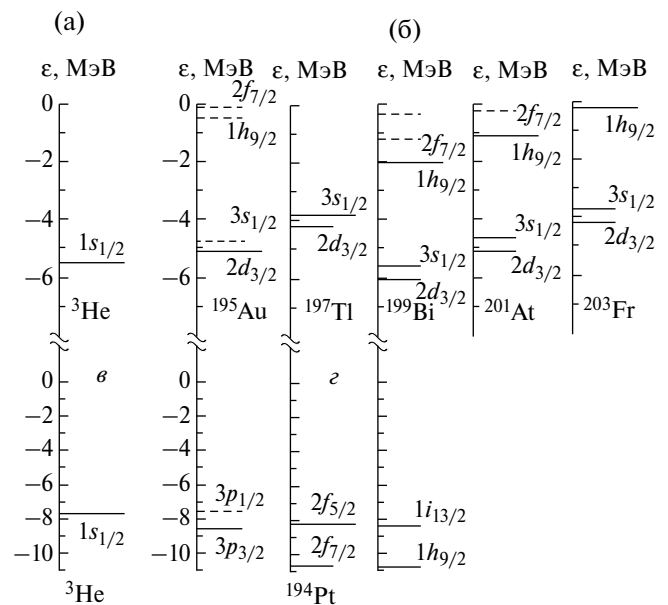 (а) (б)
ε, МэВ ε, МэВ ε, МэВ ε, МэВ ε, МэВ ε, МэВ
0
−2
−4
−6
1s1/2
3He
0
−2
−4
−6
2f7/2
1h9/2
3s1/2
2d3/2
195Au
3s1/2
2d3/2
197Tl
2f7/2
1h9/2
3s1/2
2d3/2
199Bi
2f7/2
1h9/2
3s1/2
2d3/2
201At
1h9/2
3s1/2
2d3/2
203Fr
в г
0
−2
−4
−6
−8
−10
1s1/2
3He
0
−2
−4
−6
−8
−10
3p1/2
3p3/2
2f5/2
2f7/2
1i13/2
1h9/2
194Pt